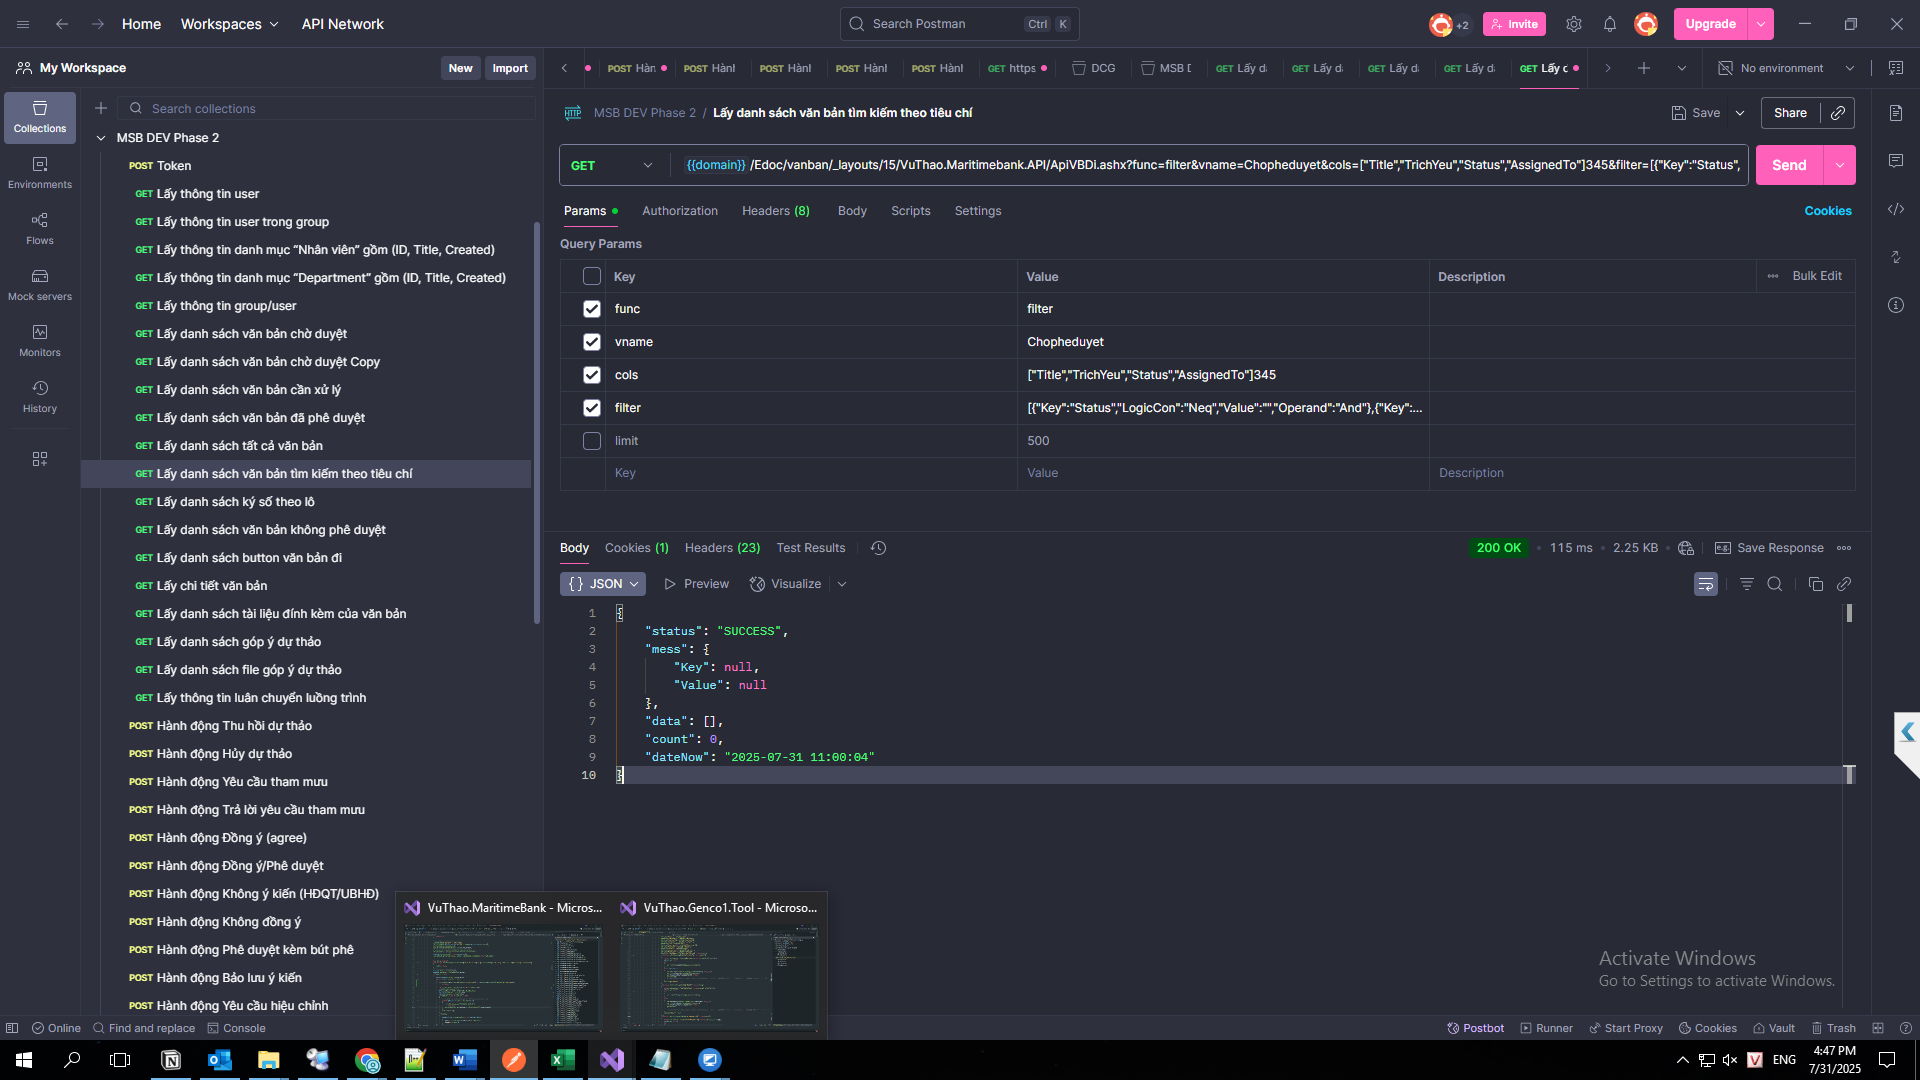 Home
Workspaces
API Network
Search Postman
Ctrl
K
+2
Invite
Upgrade
My Workspace
New
Import
POST Hàn
POST Hành
POST Hành
POST Hành
POST Hành
GET https
DCG
MSB D
GET Lấy d
GET Lấy d
GET Lấy d
GET Lấy d
GET Lấy d
No environment
Collections
Environments
Flows
Mock servers
Monitors
History
Search collections
MSB DEV Phase 2
POST Token
GET Lấy thông tin user
GET Lấy thông tin user trong group
GET Lấy thông tin danh mục “Nhân viên” gồm (ID, Title, Created)
GET Lấy thông tin danh mục “Department” gồm (ID, Title, Created)
GET Lấy thông tin group/user
GET Lấy danh sách văn bản chờ duyệt
GET Lấy danh sách văn bản chờ duyệt Copy
GET Lấy danh sách văn bản cần xử lý
GET Lấy danh sách văn bản đã phê duyệt
GET Lấy danh sách tất cả văn bản
GET Lấy danh sách văn bản tìm kiếm theo tiêu chí
GET Lấy danh sách ký số theo lô
GET Lấy danh sách văn bản không phê duyệt
GET Lấy danh sách button văn bản đi
GET Lấy chi tiết văn bản
GET Lấy danh sách tài liệu đính kèm của văn bản
GET Lấy danh sách góp ý dự thảo
GET Lấy danh sách file góp ý dự thảo
GET Lấy thông tin luân chuyển luồng trình
POST Hành động Thu hồi dự thảo
POST Hành động Hủy dự thảo
POST Hành động Yêu cầu tham mưu
POST Hành động Trả lời yêu cầu tham mưu
POST Hành động Đồng ý (agree)
POST Hành động Đồng ý/Phê duyệt
POST Hành động Không ý kiến (HĐQT/UBHĐ)
POST Hành động Không đồng ý
POST Hành động Phê duyệt kèm bút phê
POST Hành động Bảo lưu ý kiến
POST Hành động Yêu cầu hiệu chỉnh
HTTP
MSB DEV Phase 2 / Lấy danh sách văn bản tìm kiếm theo tiêu chí
Save
Share
GET
{{domain}} /Edoc/vanban/_layouts/15/VuThao.Maritimebank.API/ApiVBDi.ashx?func=filter&vname=Chopheduyet&cols=["Title","TrichYeu","Status","AssignedTo"]345&filter=[{"Key":"Status",
Send
Params
Authorization
Headers (8)
Body
Scripts
Settings
Cookies
Query Params
Key
Value
Description
Bulk Edit
func
filter
vname
Chopheduyet
cols
["Title","TrichYeu","Status","AssignedTo"]345
filter
[{"Key":"Status","LogicCon":"Neq","Value":"","Operand":"And"},{"Key":...
limit
500
Key
Value
Description
Body
Cookies (1)
Headers (23)
Test Results
200 OK
115 ms
2.25 KB
e.g.
Save Response
{} JSON
Preview
Visualize
1 {
2 "status": "SUCCESS",
3 "mess": {
4 "Key": null,
5 "Value": null
6 },
7 "data": [],
8 "count": 0,
9 "dateNow": "2025-07-31 11:00:04"
10 }
VuThao.MaritimeBank - Micros...
VuThao.Genco1.Tool - Microso...
Activate Windows
Go to Settings to activate Windows.
Online
Find and replace
Console
Postbot
Runner
Start Proxy
Cookies
Vault
Trash
ENG
4:47 PM
7/31/2025